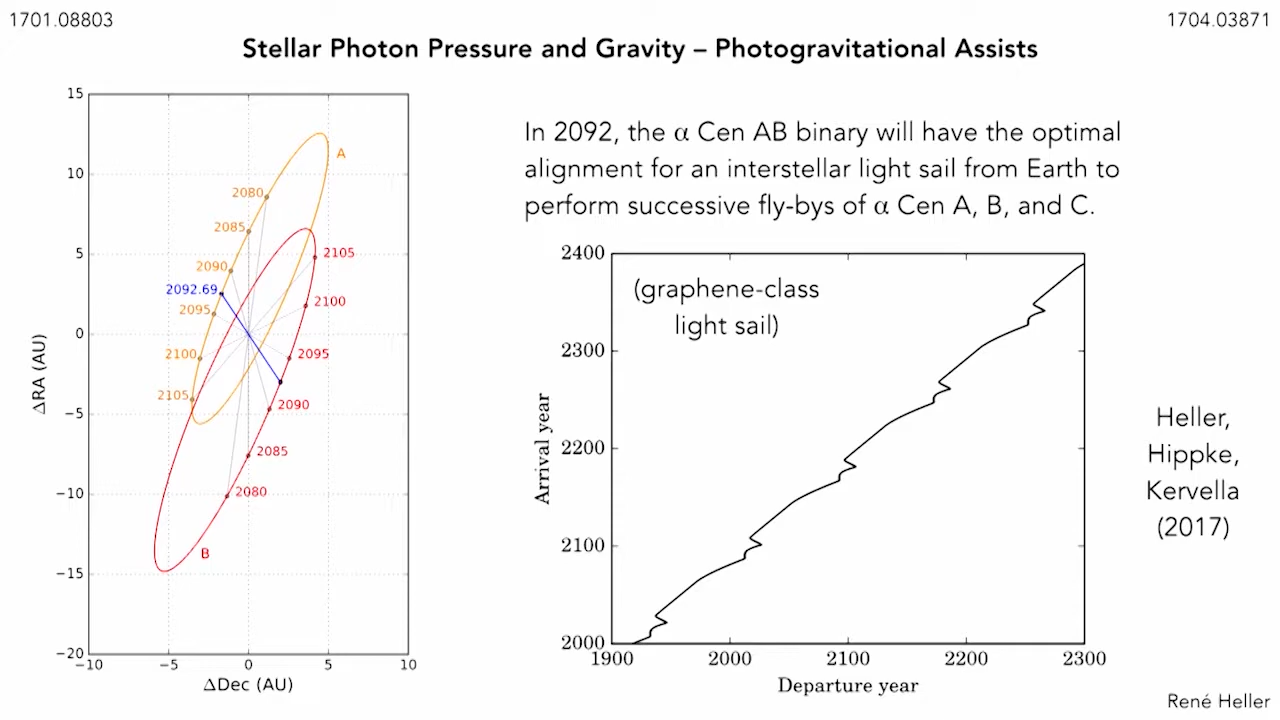 1701.08803
1704.03871
Stellar Photon Pressure and Gravity – Photogravitational Assists
15
10
5
0
−5
−10
−15
−20
−10
−5
0
5
10
ΔRA (AU)
ΔDec (AU)
A
2080
2085
2090
2092.69
2095
2100
2105
2105
2100
2095
2090
2085
2080
B
In 2092, the α Cen AB binary will have the optimal
alignment for an interstellar light sail from Earth to
perform successive fly-bys of α Cen A, B, and C.
2400
2300
2200
2100
2000
1900
2000
2100
2200
2300
Arrival year
Departure year
(graphene-class
light sail)
Heller,
Hippke,
Kervella
(2017)
René Heller